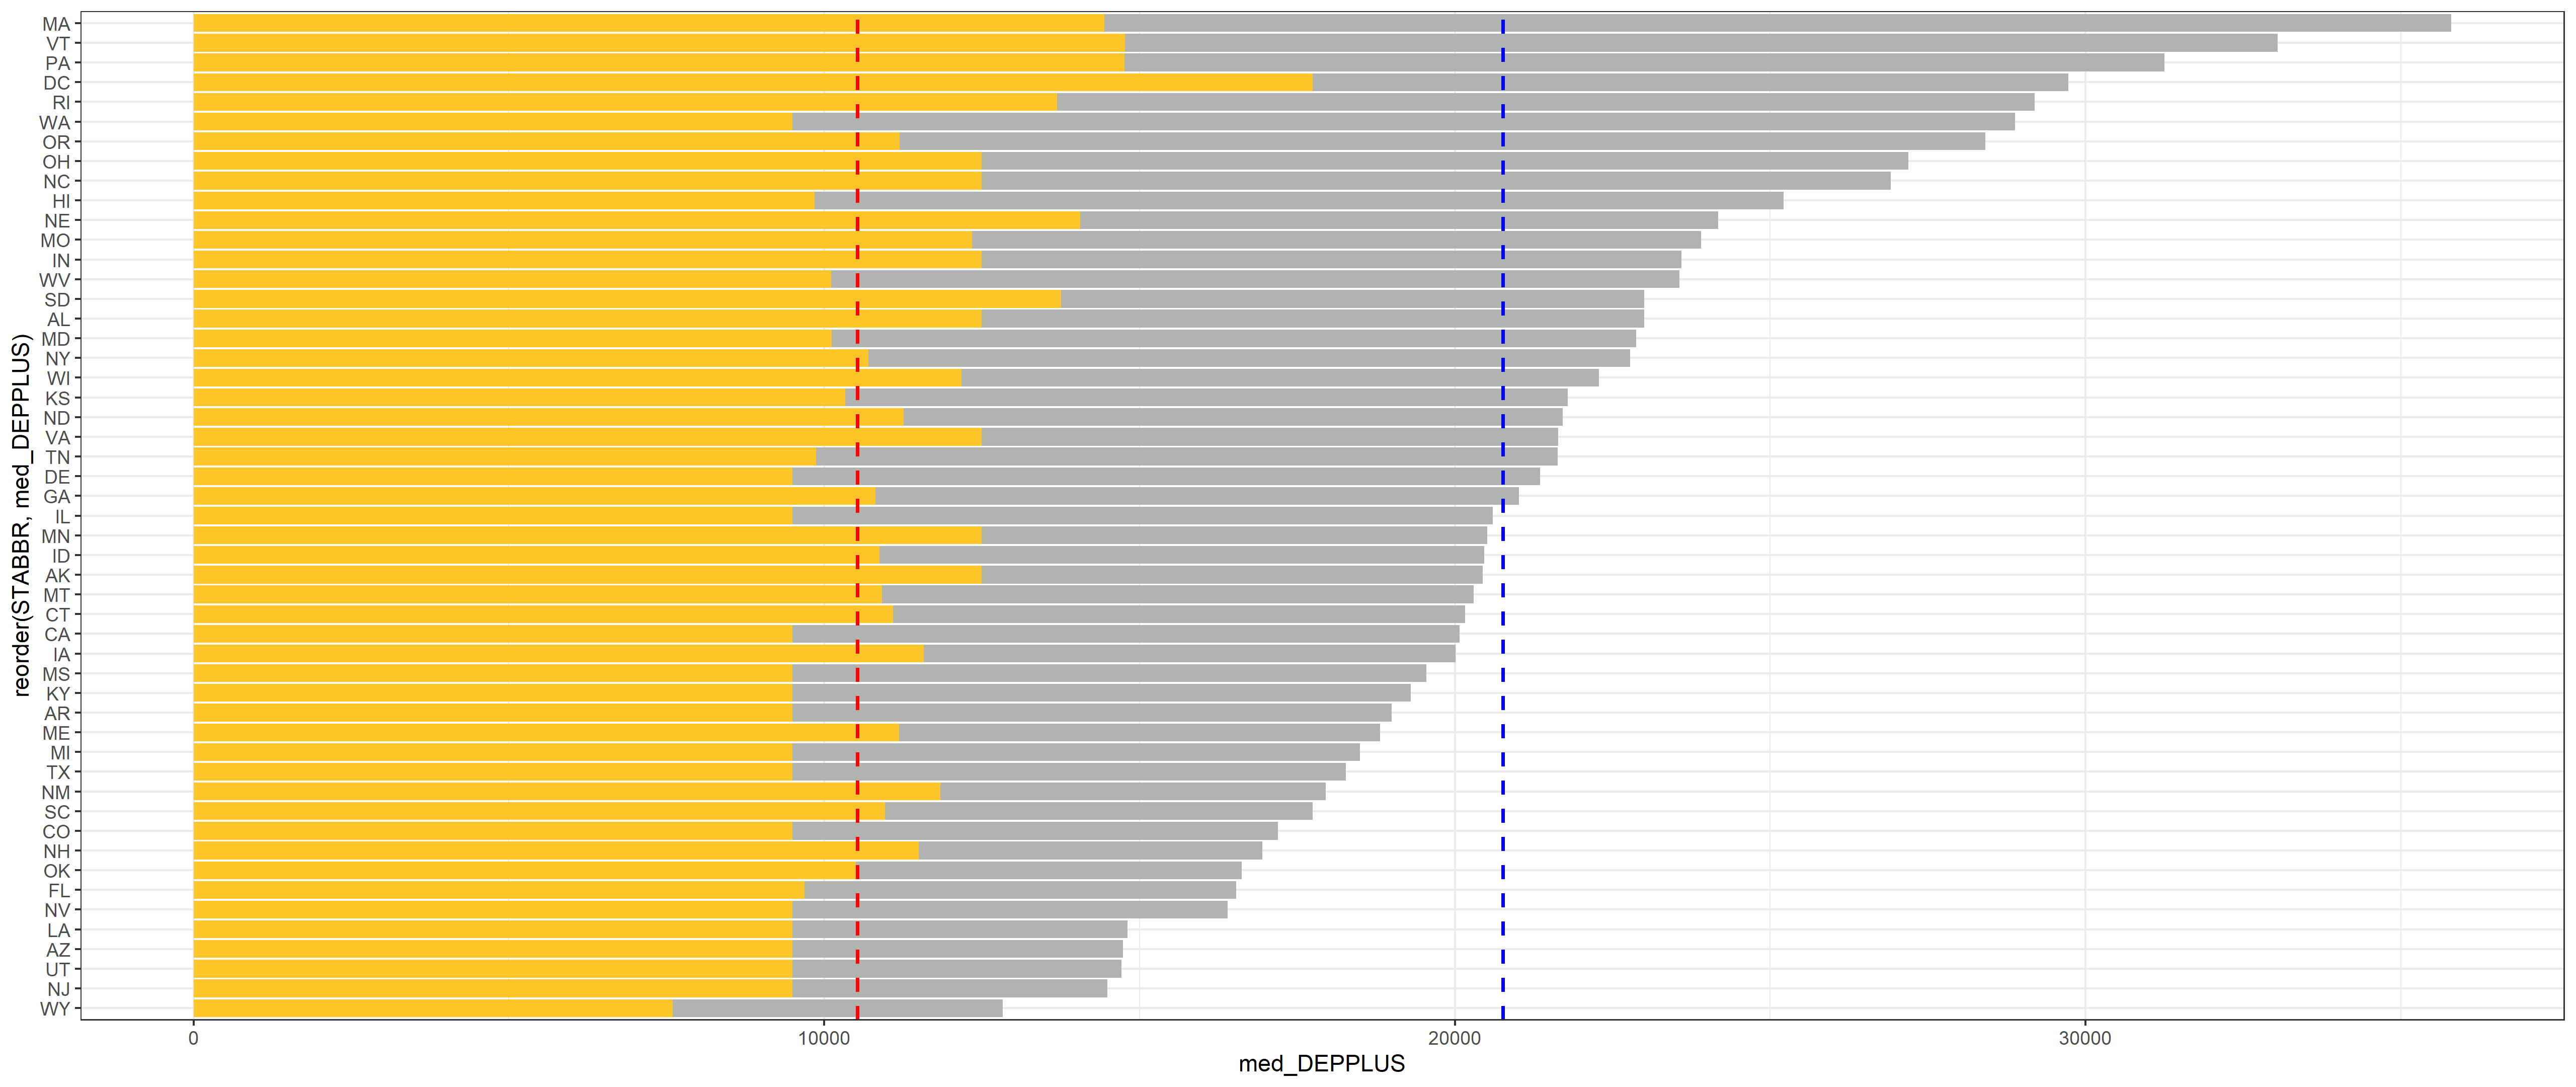 reorder(STABBR, med_DEPPLUS)
MA
VT
PA
DC
RI
WA
OR
OH
NC
HI
NE
MO
IN
WV
SD
AL
MD
NY
WI
KS
ND
VA
TN
DE
GA
IL
MN
ID
AK
MT
CT
CA
IA
MS
KY
AR
ME
MI
TX
NM
SC
CO
NH
OK
FL
NV
LA
AZ
UT
NJ
WY
0 10000 20000 30000
med_DEPPLUS